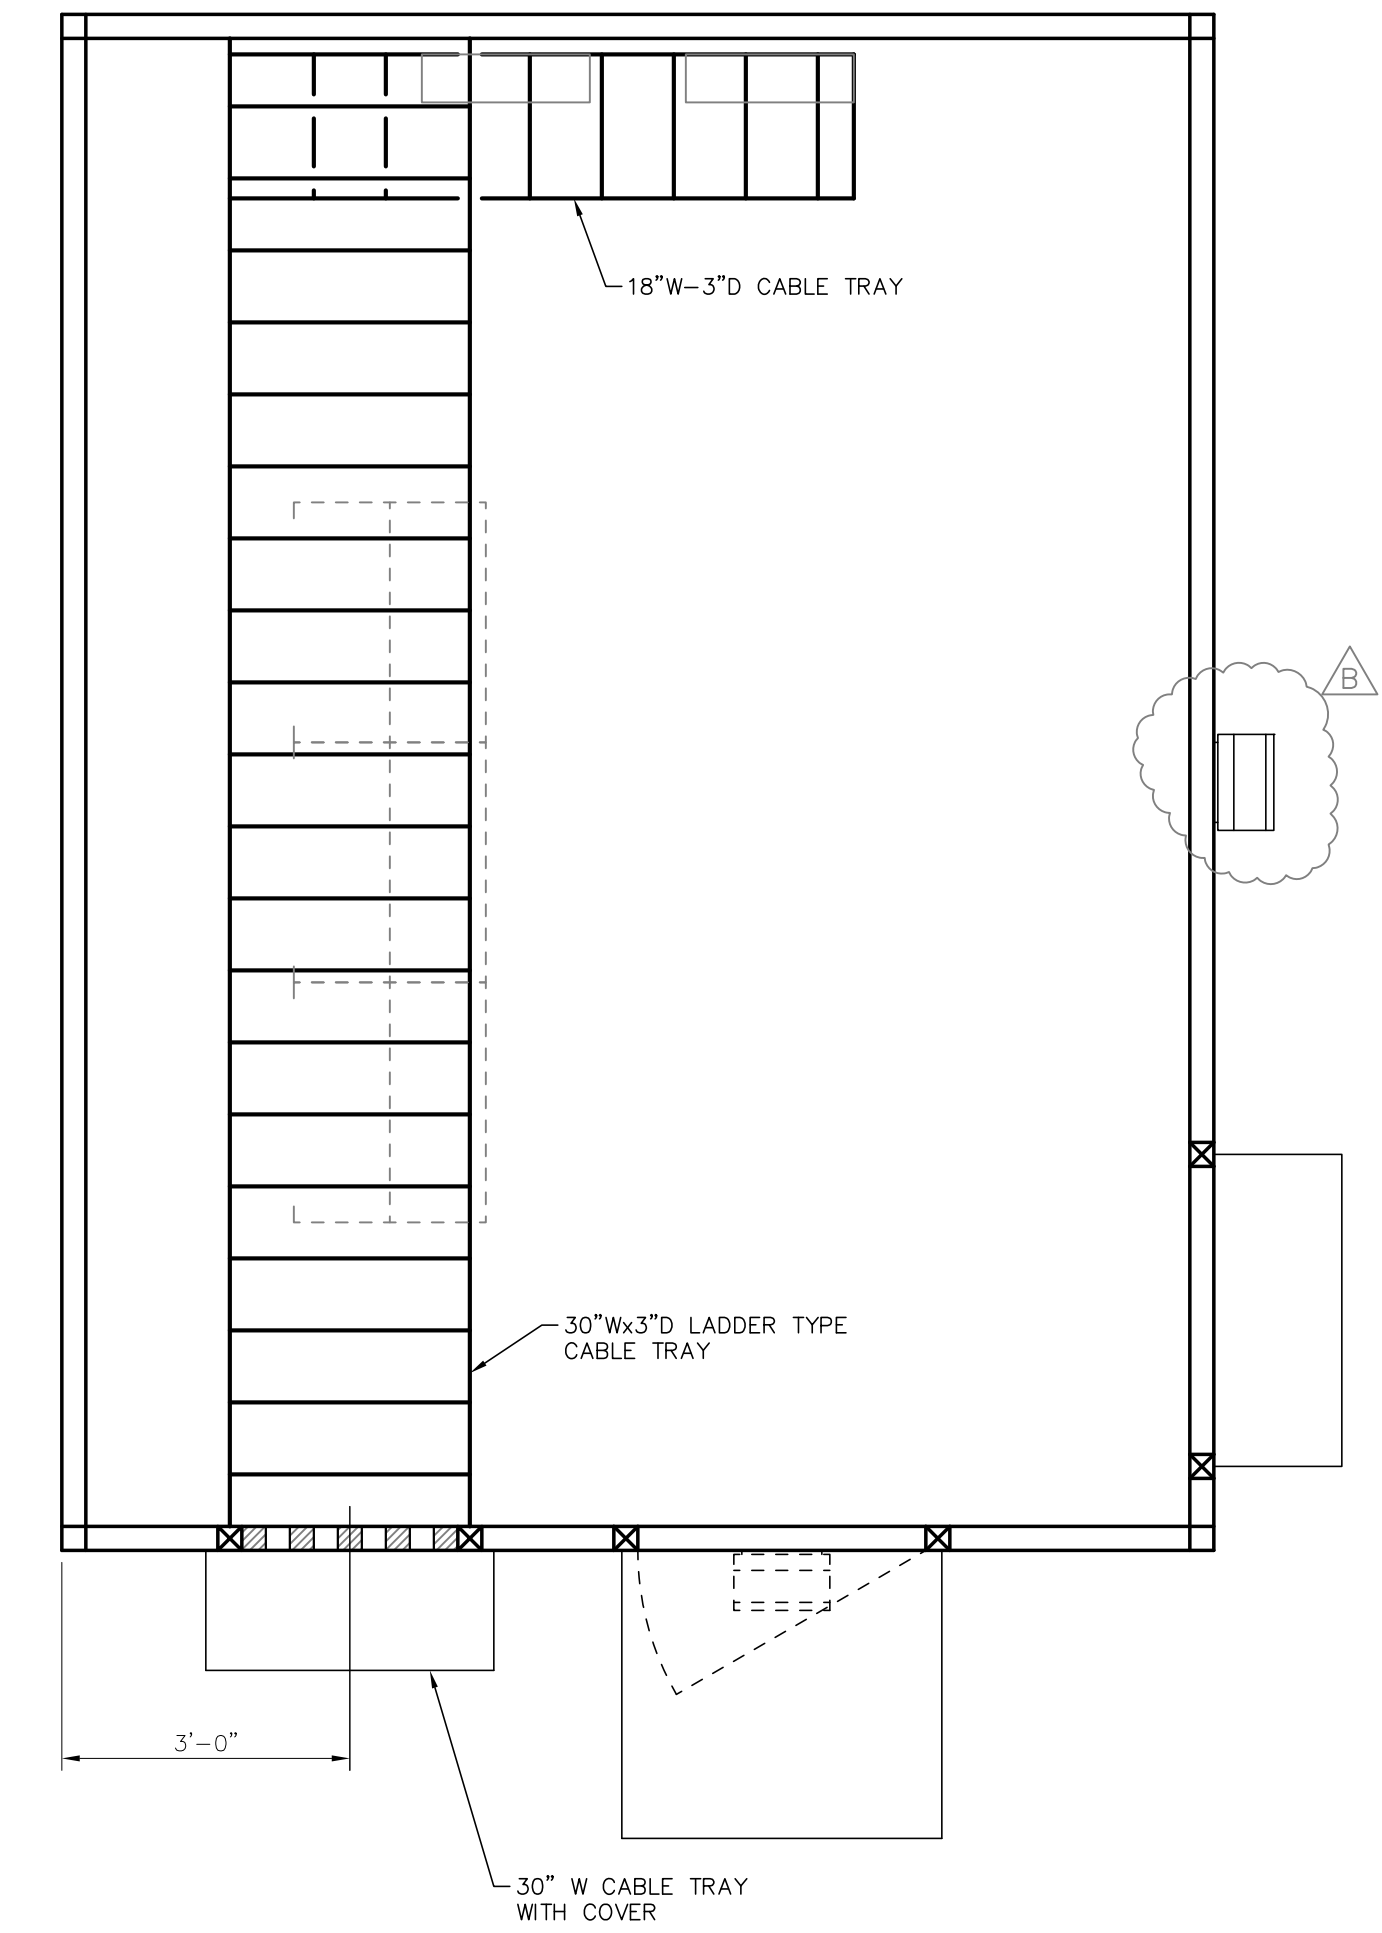 18"W-3"D CABLE TRAY
B
30"Wx3"D LADDER TYPE
CABLE TRAY
3'-0"
30" W CABLE TRAY
WITH COVER